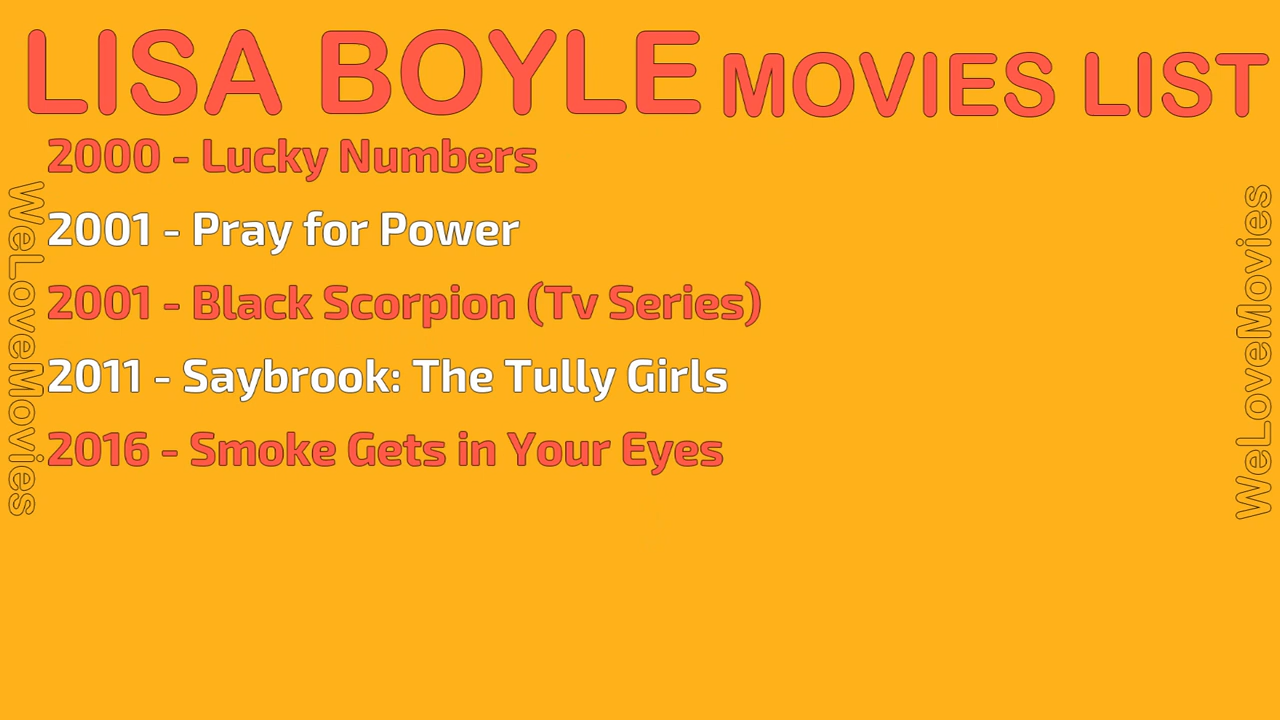 LISA BOYLE MOVIES LIST
2000 - Lucky Numbers
2001 - Pray for Power
2001 - Black Scorpion (Tv Series)
2011 - Saybrook: The Tully Girls
2016 - Smoke Gets in Your Eyes
WeLoveMovies
WeLoveMovies